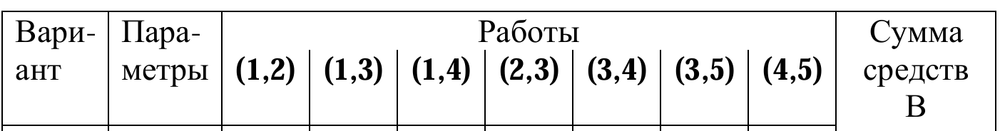 Вари- Пара- Работы Сумма
ант метры (1,2) (1,3) (1,4) (2,3) (3,4) (3,5) (4,5) средств
В